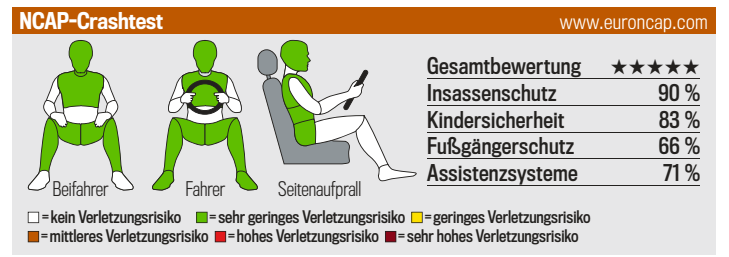 NCAP-Crashtest www.euroncap.com
Gesamtbewertung ★★★★★
Insassenschutz 90 %
Kindersicherheit 83 %
Fußgängerschutz 66 %
Assistenzsysteme 71 %
Beifahrer Fahrer Seitenaufprall
= kein Verletzungsrisiko = sehr geringes Verletzungsrisiko = geringes Verletzungsrisiko
= mittleres Verletzungsrisiko = hohes Verletzungsrisiko = sehr hohes Verletzungsrisiko